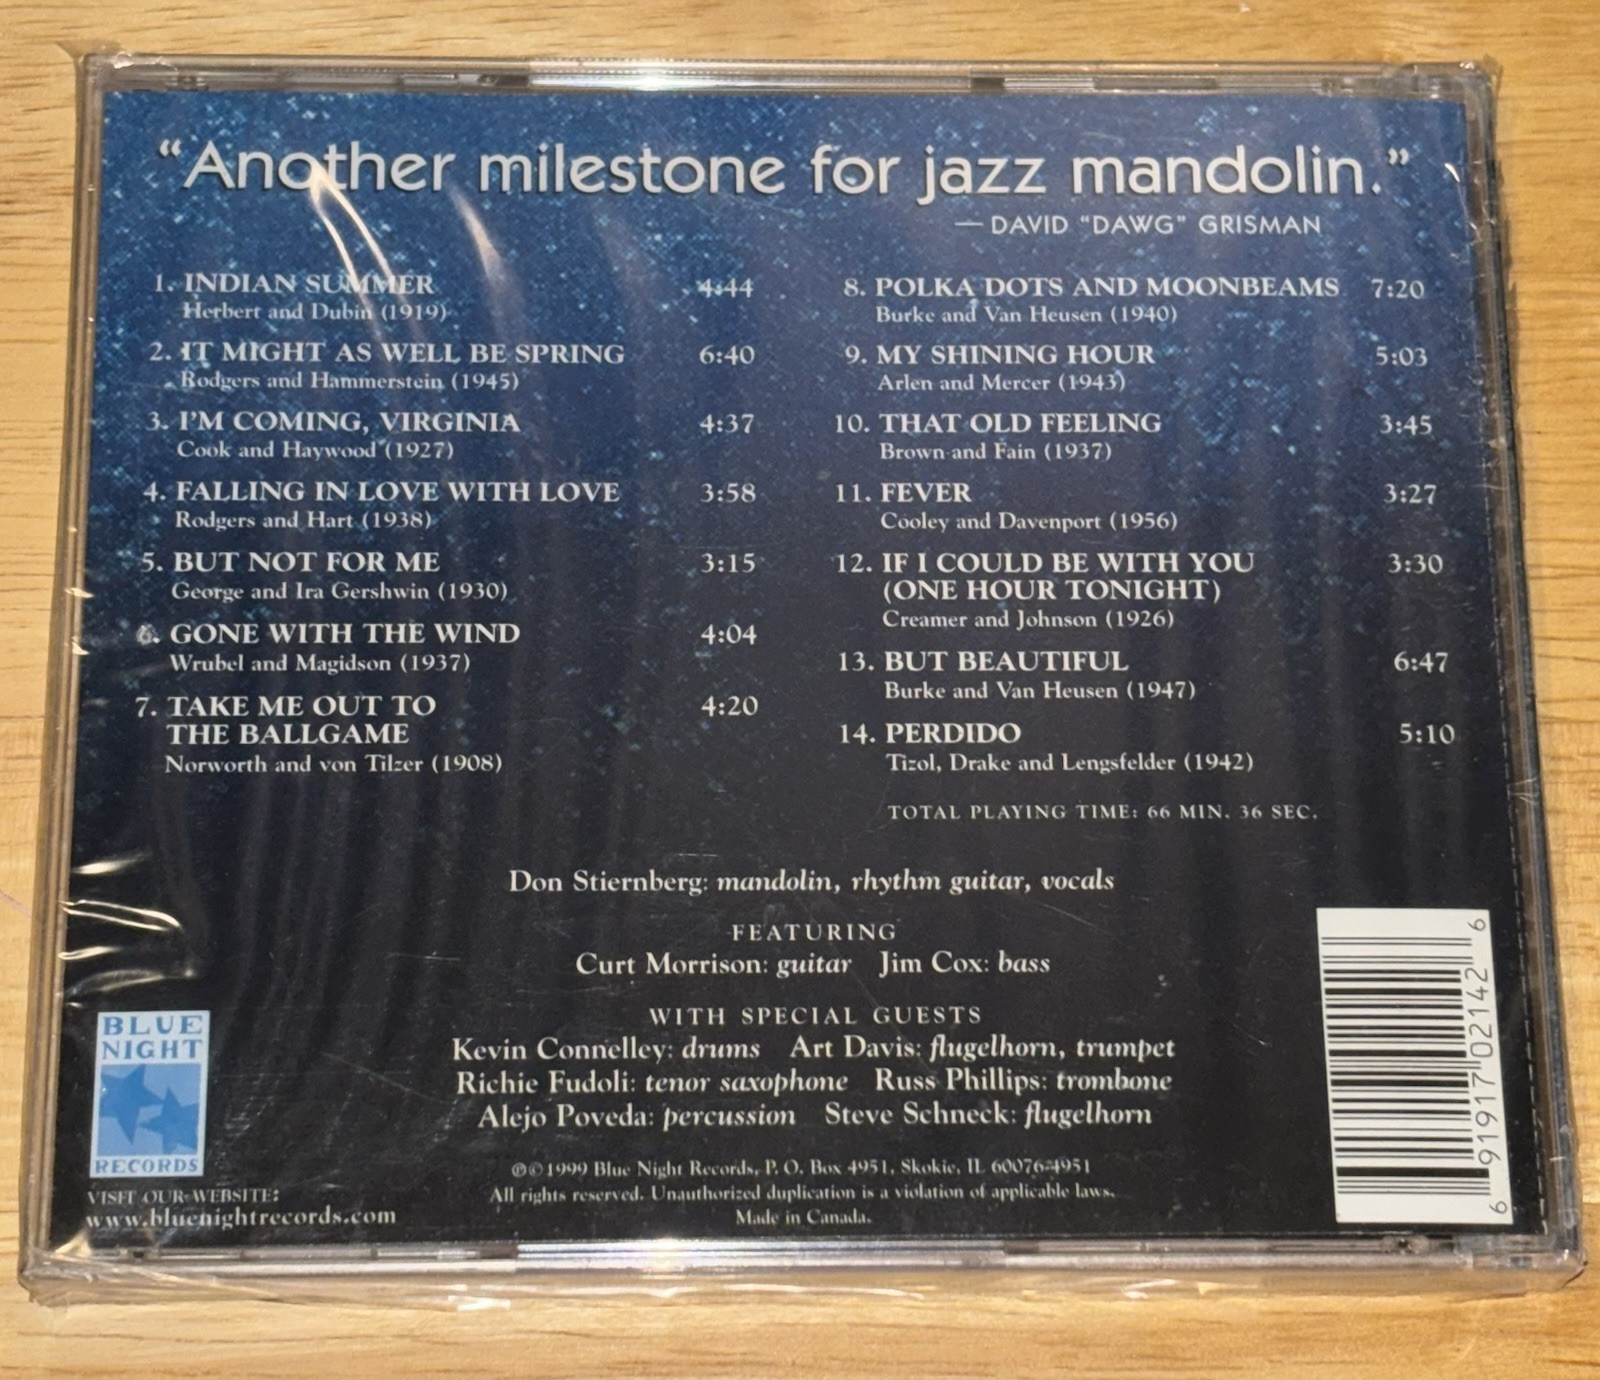 “Another milestone for jazz mandolin.”
— DAVID “DAWG” GRISMAN
1. INDIAN SUMMER 4:44
Herbert and Dubin (1919)
2. IT MIGHT AS WELL BE SPRING 6:40
Rodgers and Hammerstein (1945)
3. I’M COMING, VIRGINIA 4:37
Cook and Haywood (1927)
4. FALLING IN LOVE WITH LOVE 3:58
Rodgers and Hart (1938)
5. BUT NOT FOR ME 3:15
George and Ira Gershwin (1930)
6. GONE WITH THE WIND 4:04
Wrubel and Magidson (1937)
7. TAKE ME OUT TO 4:20
THE BALLGAME
Norworth and von Tilzer (1908)
8. POLKA DOTS AND MOONBEAMS 7:20
Burke and Van Heusen (1940)
9. MY SHINING HOUR 5:03
Arlen and Mercer (1943)
10. THAT OLD FEELING 3:45
Brown and Fain (1937)
11. FEVER 3:27
Cooley and Davenport (1956)
12. IF I COULD BE WITH YOU 3:30
(ONE HOUR TONIGHT)
Creamer and Johnson (1926)
13. BUT BEAUTIFUL 6:47
Burke and Van Heusen (1947)
14. PERDIDO 5:10
Tizol, Drake and Lengsfelder (1942)
TOTAL PLAYING TIME: 66 MIN. 36 SEC.
Don Stiernberg: mandolin, rhythm guitar, vocals
FEATURING
Curt Morrison: guitar Jim Cox: bass
WITH SPECIAL GUESTS
Kevin Connelley: drums Art Davis: flugelhorn, trumpet
Richie Fudoli: tenor saxophone Russ Phillips: trombone
Alejo Poveda: percussion Steve Schneck: flugelhorn
℗©1999 Blue Night Records, P. O. Box 4951, Skokie, IL 60076-4951
All rights reserved. Unauthorized duplication is a violation of applicable laws.
Made in Canada.
BLUE
NIGHT
RECORDS
VISIT OUR WEBSITE:
www.bluenightrecords.com
6 91917 02142 6